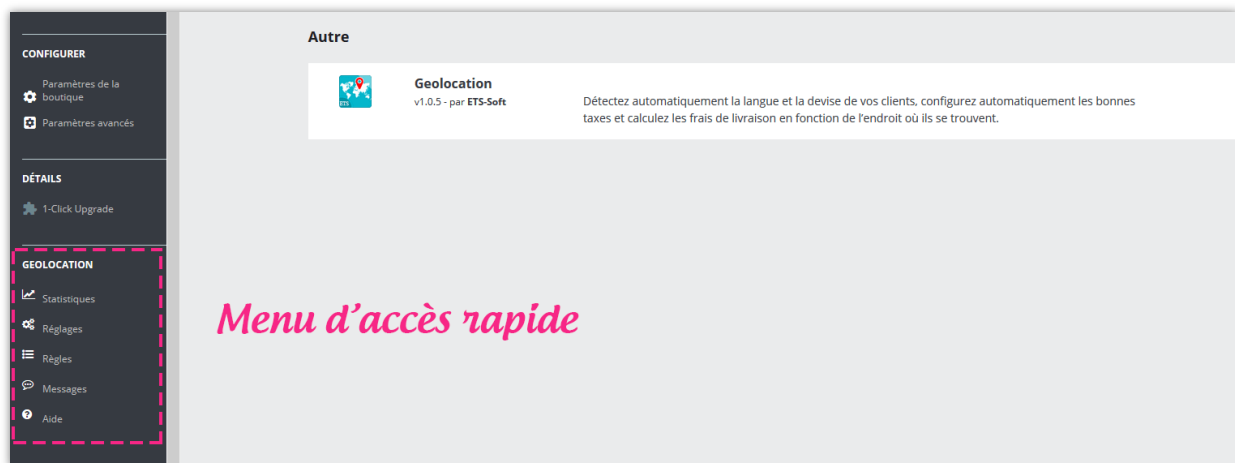 CONFIGURER
Paramètres de la
boutique
Paramètres avancés
DÉTAILS
1-Click Upgrade
GEOLOCATION
Statistiques
Réglages
Règles
Messages
Aide
Autre
ETS
Geolocation
v1.0.5 - par ETS-Soft
Détectez automatiquement la langue et la devise de vos clients, configurez automatiquement les bonnes
taxes et calculez les frais de livraison en fonction de l'endroit où ils se trouvent.
Menu d'accès rapide